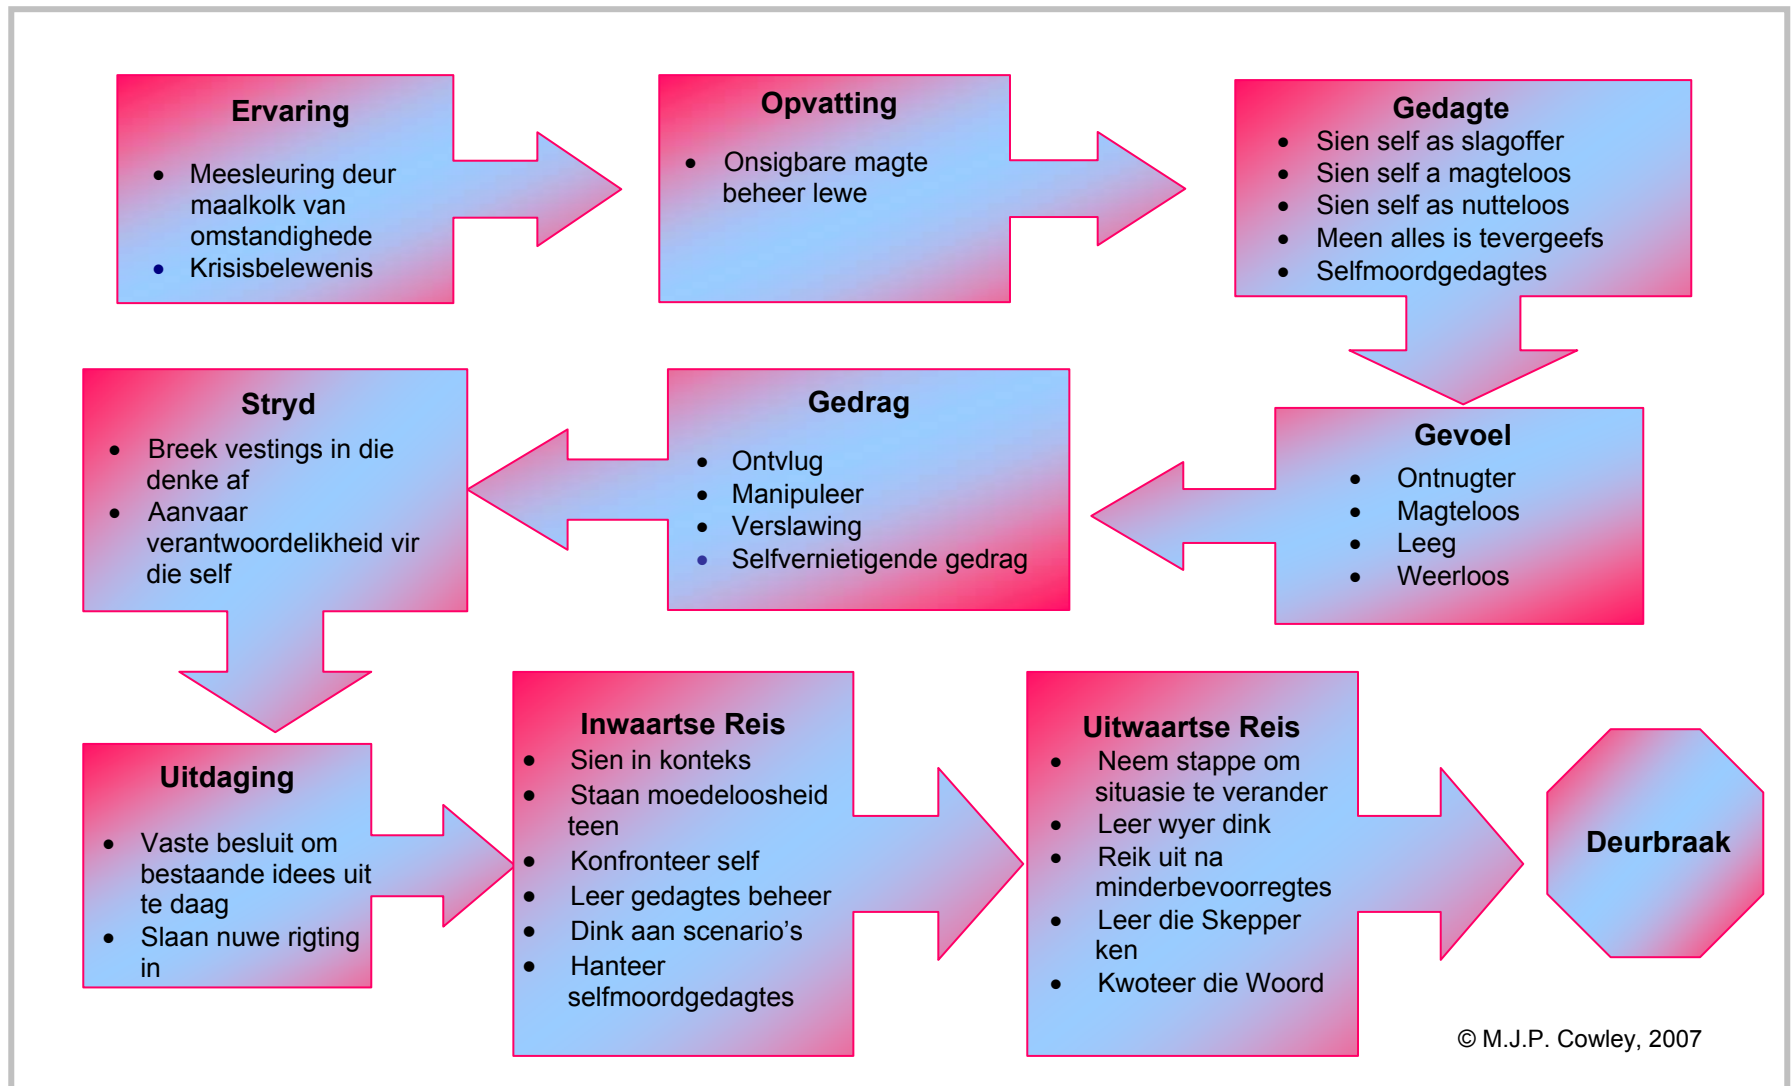 Ervaring
• Meesleuring deur
maalkolk van
omstandighede
• Krisisbelewenis
Opvatting
• Onsigbare magte
beheer lewe
Gedagte
• Sien self as slagoffer
• Sien self a magteloos
• Sien self as nutteloos
• Meen alles is tevergeefs
• Selfmoordgedagtes
Gevoel
• Ontnugter
• Magteloos
• Leeg
• Weerloos
Gedrag
• Ontvlug
• Manipuleer
• Verslawing
• Selfvernietigende gedrag
Stryd
• Breek vestings in die
denke af
• Aanvaar
verantwoordelikheid vir
die self
Uitdaging
• Vaste besluit om
bestaande idees uit
te daag
• Slaan nuwe rigting
in
Inwaartse Reis
• Sien in konteks
• Staan moedeloosheid
teen
• Konfronteer self
• Leer gedagtes beheer
• Dink aan scenario’s
• Hanteer
selfmoordgedagtes
Uitwaartse Reis
• Neem stappe om
situasie te verander
• Leer wyer dink
• Reik uit na
minderbevoorregtes
• Leer die Skepper
ken
• Kwoteer die Woord
Deurbraak
© M.J.P. Cowley, 2007